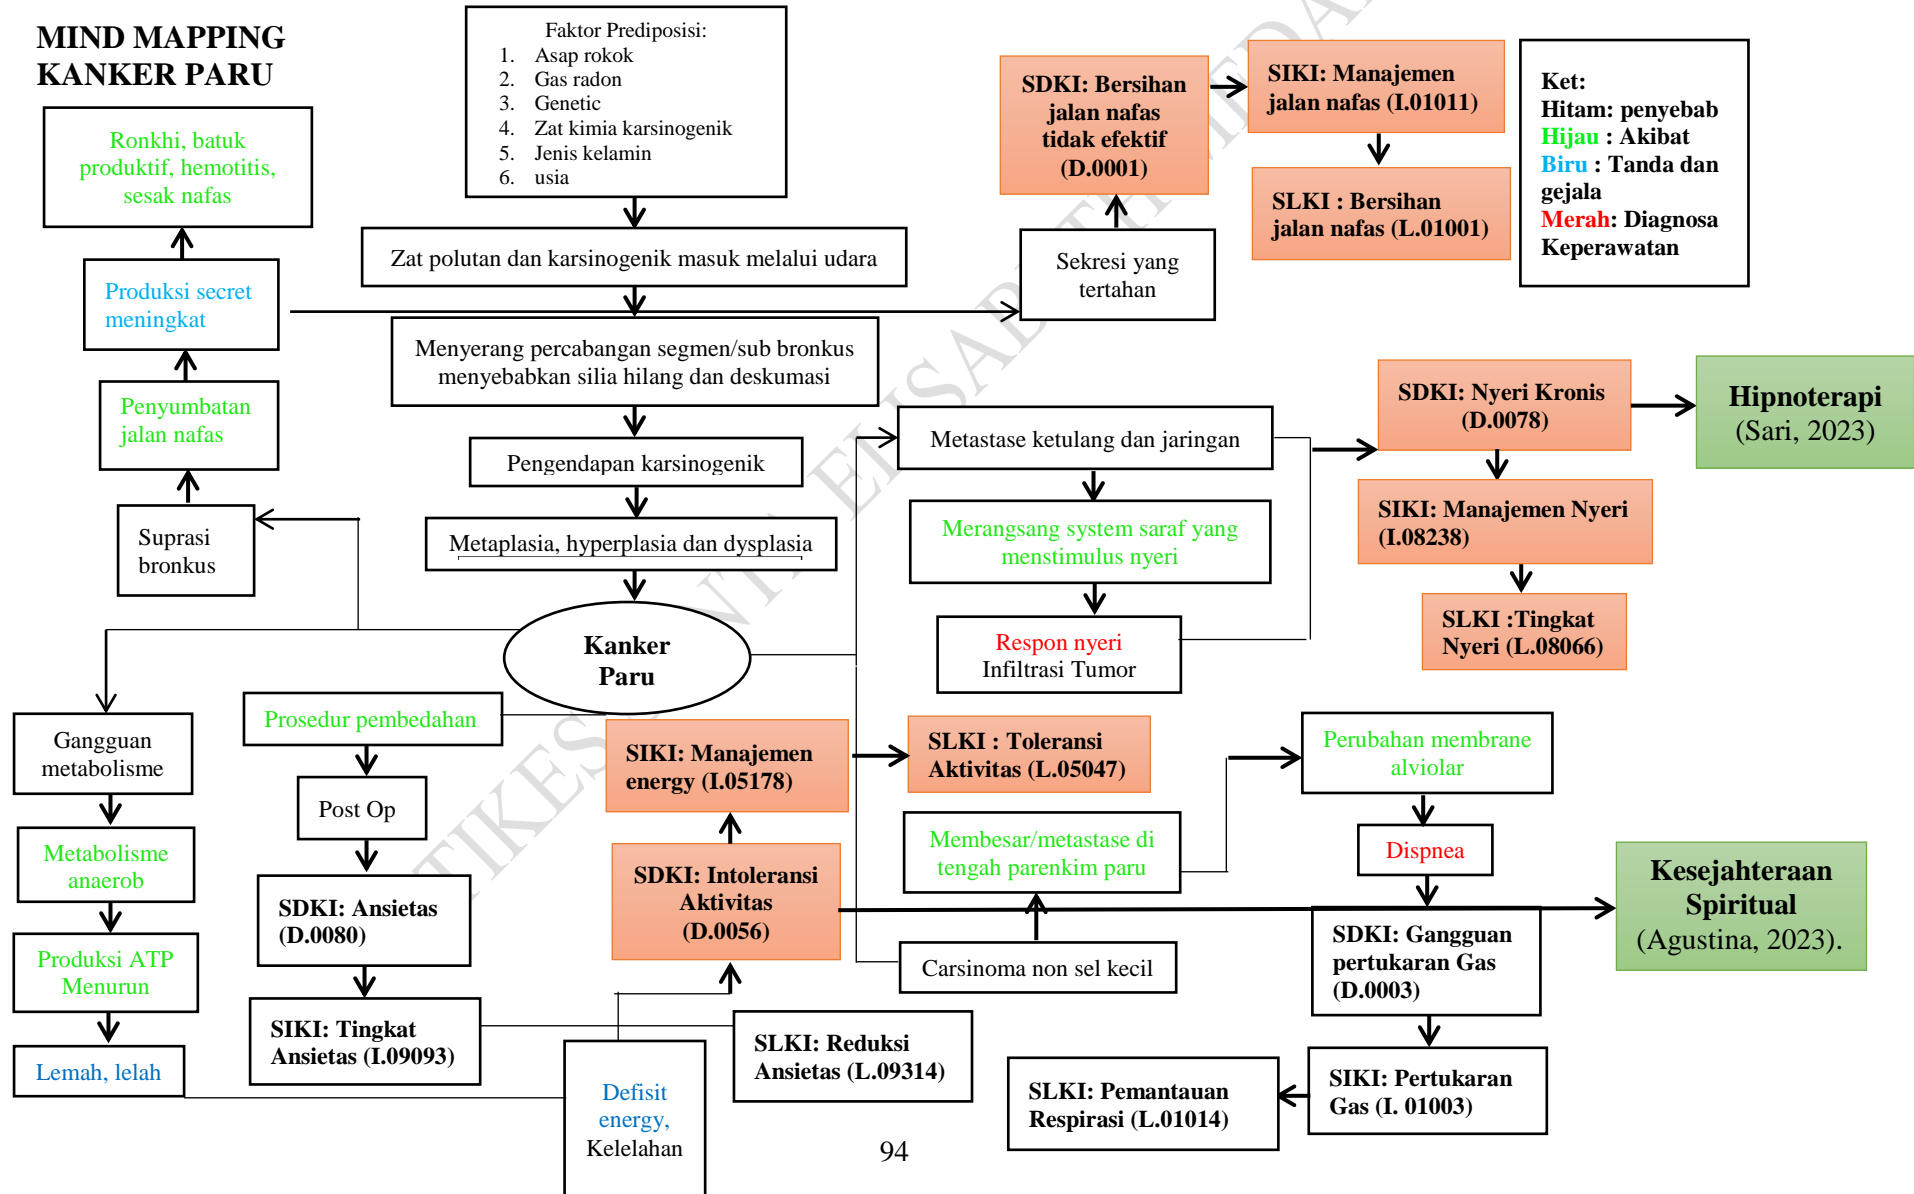 MIND MAPPING
KANKER PARU
Faktor Prediposisi:
1. Asap rokok
2. Gas radon
3. Genetic
4. Zat kimia karsinogenik
5. Jenis kelamin
6. usia
SDKI: Bersihan
jalan nafas
tidak efektif
(D.0001)
SIKI: Manajemen
jalan nafas (I.01011)
SLKI : Bersihan
jalan nafas (L.01001)
Ket:
Hitam: penyebab
Hijau : Akibat
Biru : Tanda dan
gejala
Merah: Diagnosa
Keperawatan
Ronkhi, batuk
produktif, hemotitis,
sesak nafas
Zat polutan dan karsinogenik masuk melalui udara
Sekresi yang
tertahan
Produksi secret
meningkat
Menyerang percabangan segmen/sub bronkus
menyebabkan silia hilang dan deskumasi
Penyumbatan
jalan nafas
Pengendapan karsinogenik
Metastase ketulang dan jaringan
SDKI: Nyeri Kronis
(D.0078)
Hipnoterapi
(Sari, 2023)
Suprasi
bronkus
Metaplasia, hyperplasia dan dysplasia
Merangsang system saraf yang
menstimulus nyeri
SIKI: Manajemen Nyeri
(I.08238)
Kanker
Paru
Respon nyeri
Infiltrasi Tumor
SLKI :Tingkat
Nyeri (L.08066)
Gangguan
metabolisme
Prosedur pembedahan
SIKI: Manajemen
energy (I.05178)
SLKI : Toleransi
Aktivitas (L.05047)
Perubahan membrane
alviolar
Post Op
Metabolisme
anaerob
SDKI: Intoleransi
Aktivitas
(D.0056)
Membesar/metastase di
tengah parenkim paru
Dispnea
Kesejahteraan
Spiritual
(Agustina, 2023).
SDKI: Ansietas
(D.0080)
Produksi ATP
Menurun
Carsinoma non sel kecil
SDKI: Gangguan
pertukaran Gas
(D.0003)
SIKI: Tingkat
Ansietas (I.09093)
SLKI: Reduksi
Ansietas (L.09314)
Lemah, lelah
Defisit
energy,
Kelelahan
SLKI: Pemantauan
Respirasi (L.01014)
SIKI: Pertukaran
Gas (I. 01003)
94